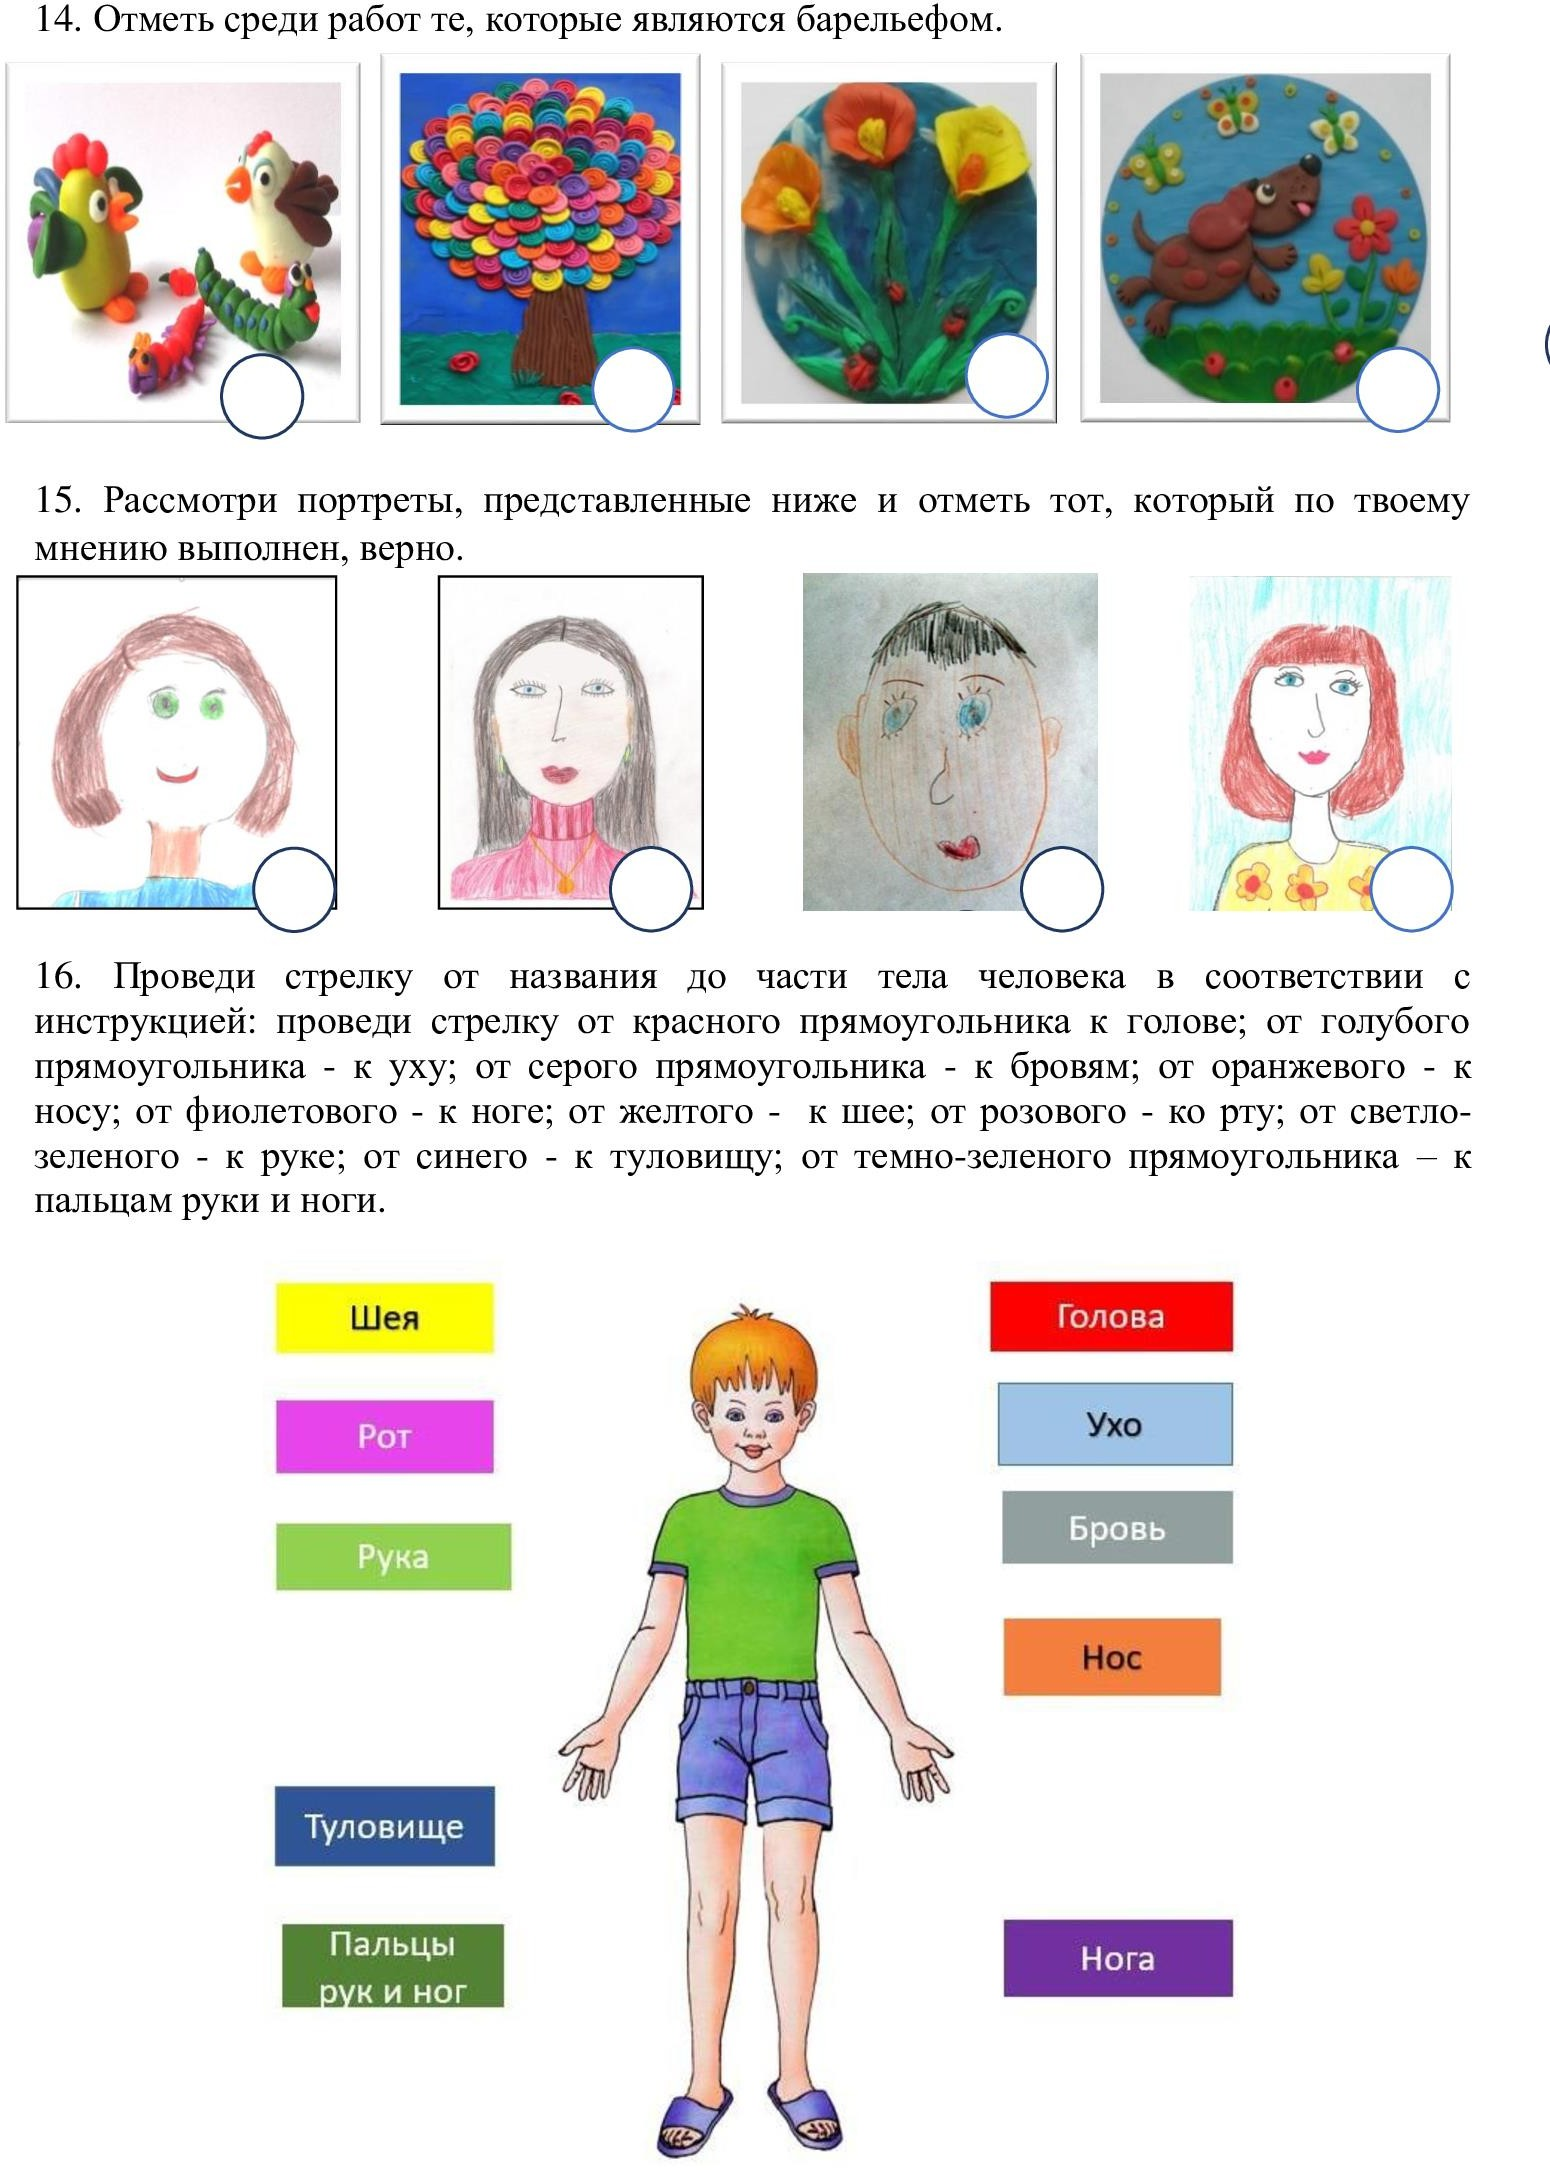 14. Отметь среди работ те, которые являются барельефом.
15. Рассмотри портреты, представленные ниже и отметь тот, который по твоему
мнению выполнен, верно.
16. Проведи стрелку от названия до части тела человека в соответствии с
инструкцией: проведи стрелку от красного прямоугольника к голове; от голубого
прямоугольника - к уху; от серого прямоугольника - к бровям; от оранжевого - к
носу; от фиолетового - к ноге; от желтого - к шее; от розового - ко рту; от светло-
зеленого - к руке; от синего - к туловищу; от темно-зеленого прямоугольника – к
пальцам руки и ноги.
Шея
Голова
Рот
Ухо
Рука
Бровь
Нос
Туловище
Пальцы
рук и ног
Нога